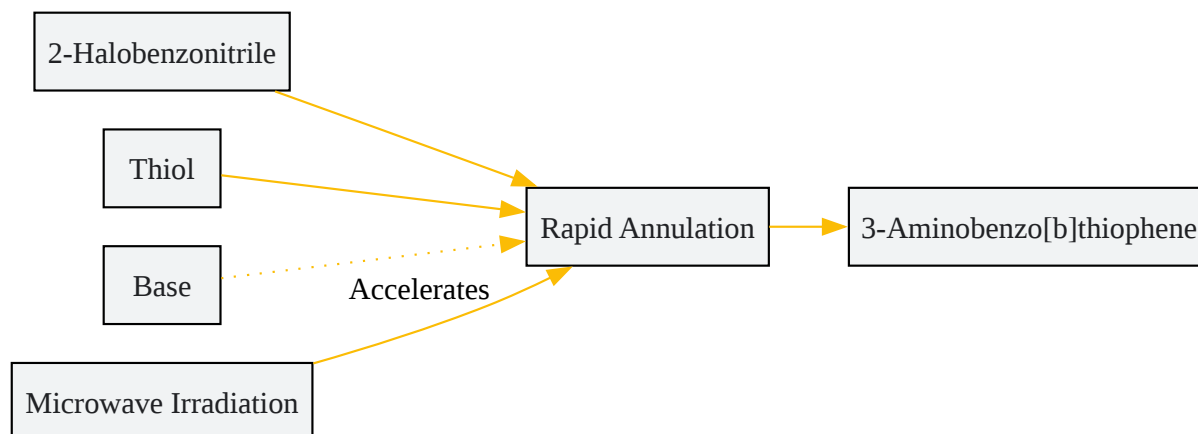 2-Halobenzonitrile
Thiol
Base
Microwave Irradiation
Accelerates
Rapid Annulation
3-Aminobenzo[b]thiophene